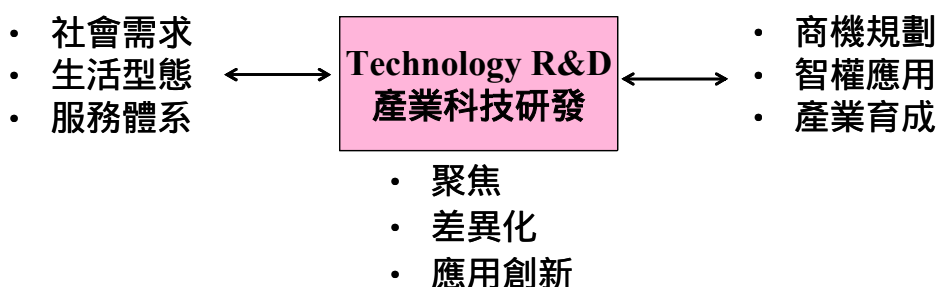 • 社會需求
• 生活型態
• 服務體系
Technology R&D
產業科技研發
• 商機規劃
• 智權應用
• 產業育成
• 聚焦
• 差異化
• 應用創新